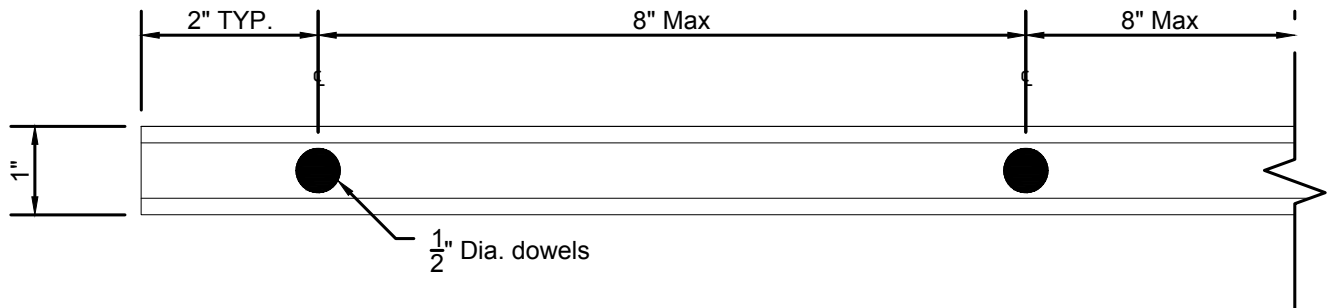 2" TYP.
8" Max
8" Max
℄
℄
1"
1/2" Dia. dowels